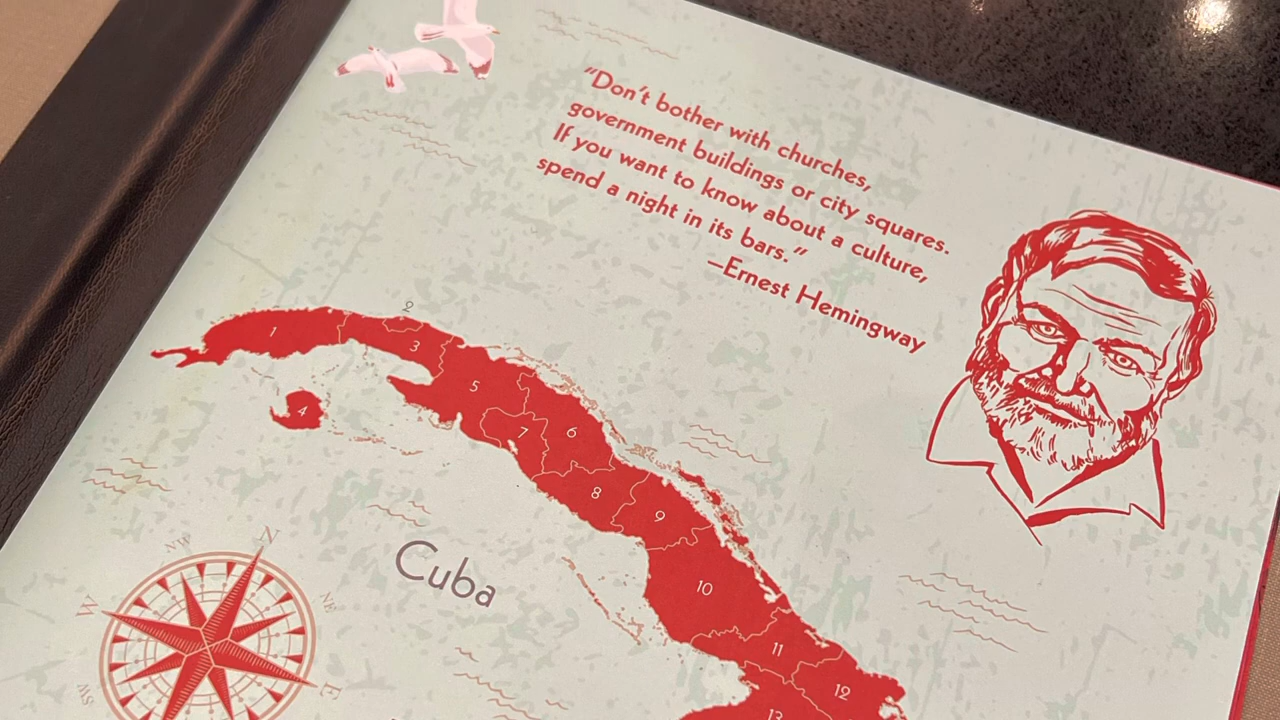 “Don’t bother with churches,
government buildings or city squares.
If you want to know about a culture,
spend a night in its bars.”
–Ernest Hemingway
2
1
3
5
4
7
6
8
9
Cuba
10
11
12
13
N
NW
NE
W
E
SW